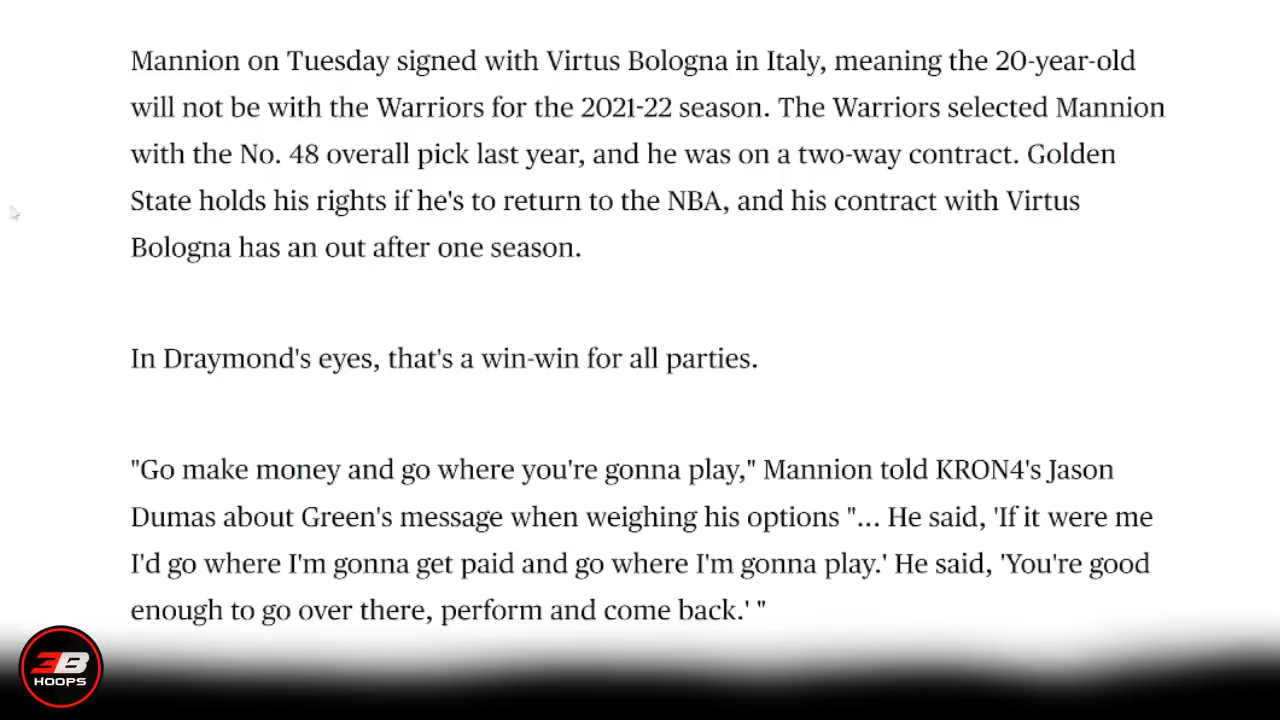 Mannion on Tuesday signed with Virtus Bologna in Italy, meaning the 20-year-old
will not be with the Warriors for the 2021-22 season. The Warriors selected Mannion
with the No. 48 overall pick last year, and he was on a two-way contract. Golden
State holds his rights if he's to return to the NBA, and his contract with Virtus
Bologna has an out after one season.
In Draymond's eyes, that's a win-win for all parties.
"Go make money and go where you're gonna play," Mannion told KRON4's Jason
Dumas about Green's message when weighing his options "... He said, 'If it were me
I'd go where I'm gonna get paid and go where I'm gonna play.' He said, 'You're good
enough to go over there, perform and come back.' "
3B
HOOPS